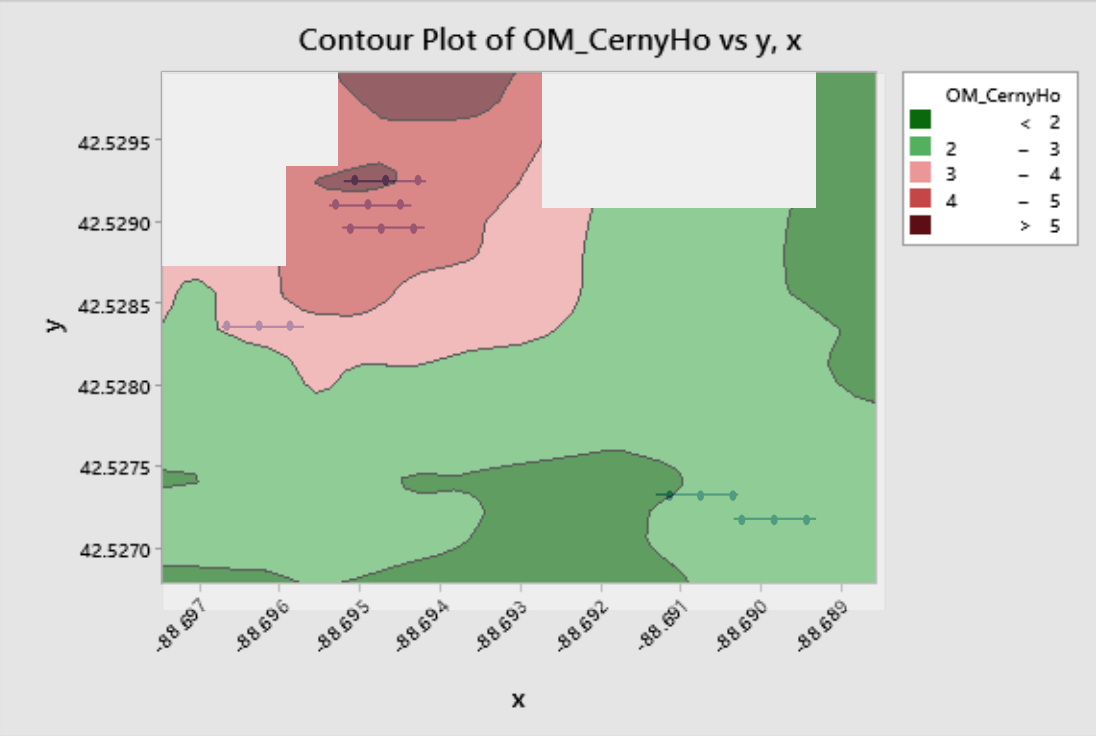 Contour Plot of OM_CernyHo vs y, x
OM_CernyHo
< 2
2 – 3
3 – 4
4 – 5
> 5
y
42.5295
42.5290
42.5285
42.5280
42.5275
42.5270
-88.697 -88.696 -88.695 -88.694 -88.693 -88.692 -88.691 -88.690 -88.689
x